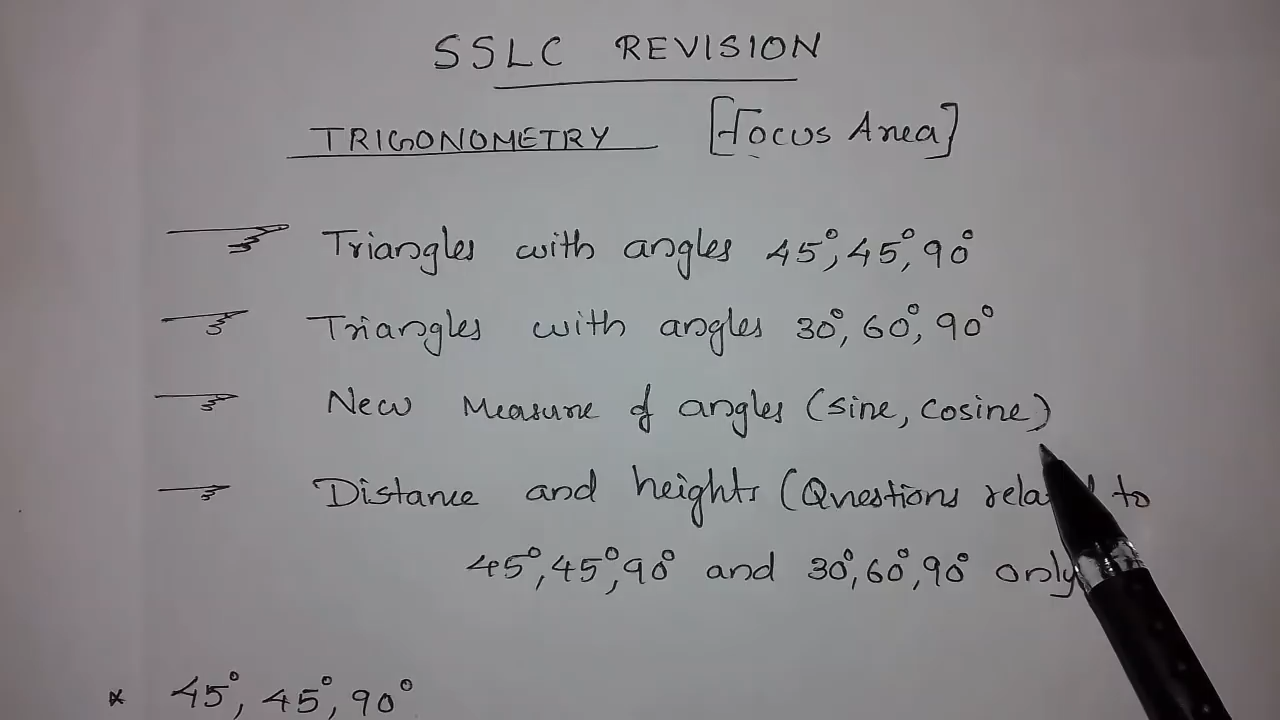 SSLC REVISION
TRIGONOMETRY [Focus Area]
Triangles with angles 45°, 45°, 90°
Triangles with angles 30°, 60°, 90°
New Measure of angles (sine, cosine)
Distance and heights (Questions related to
45°, 45°, 90° and 30°, 60°, 90° only
* 45°, 45°, 90°